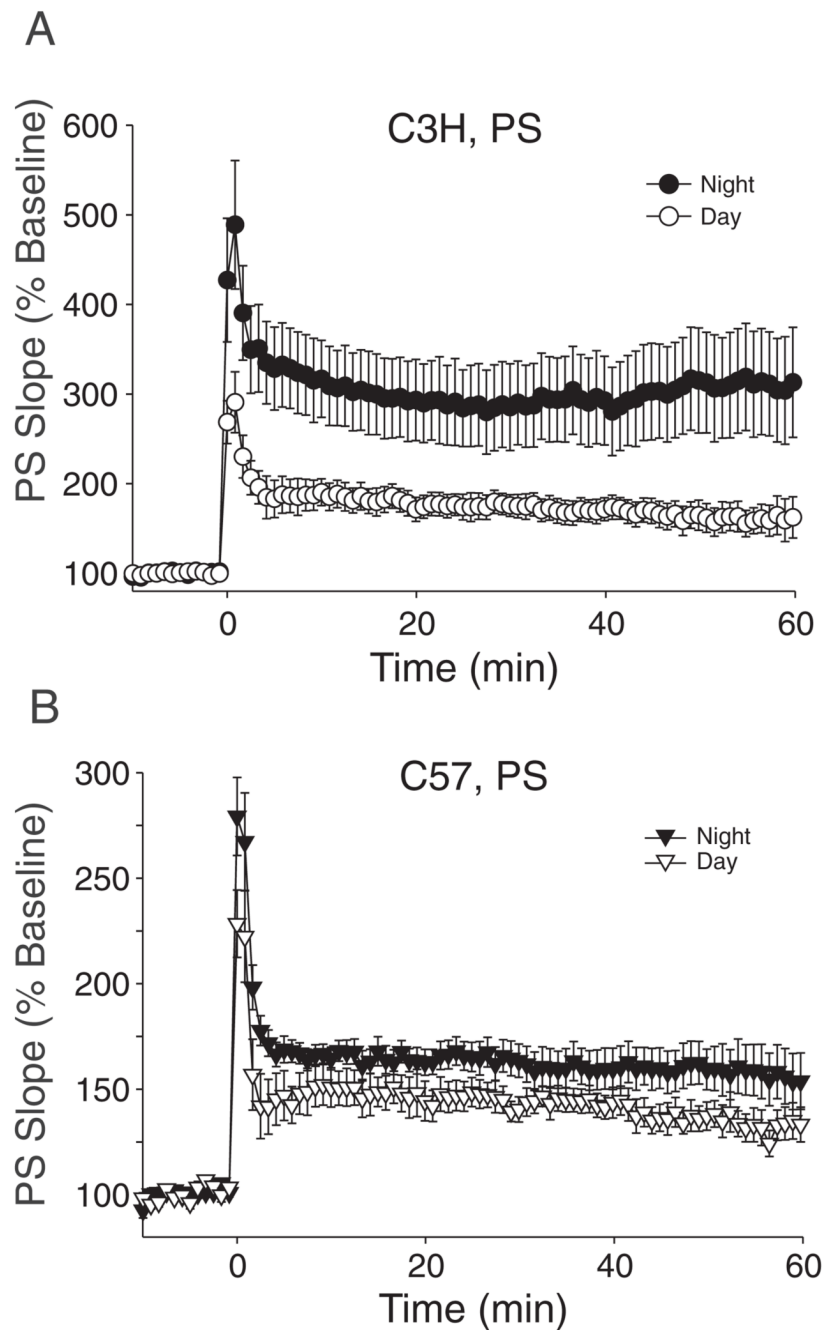 A
C3H, PS
PS Slope (% Baseline)
600
500
400
300
200
100
Night
Day
0
20
40
60
Time (min)
B
C57, PS
PS Slope (% Baseline)
300
250
200
150
100
Night
Day
0
20
40
60
Time (min)